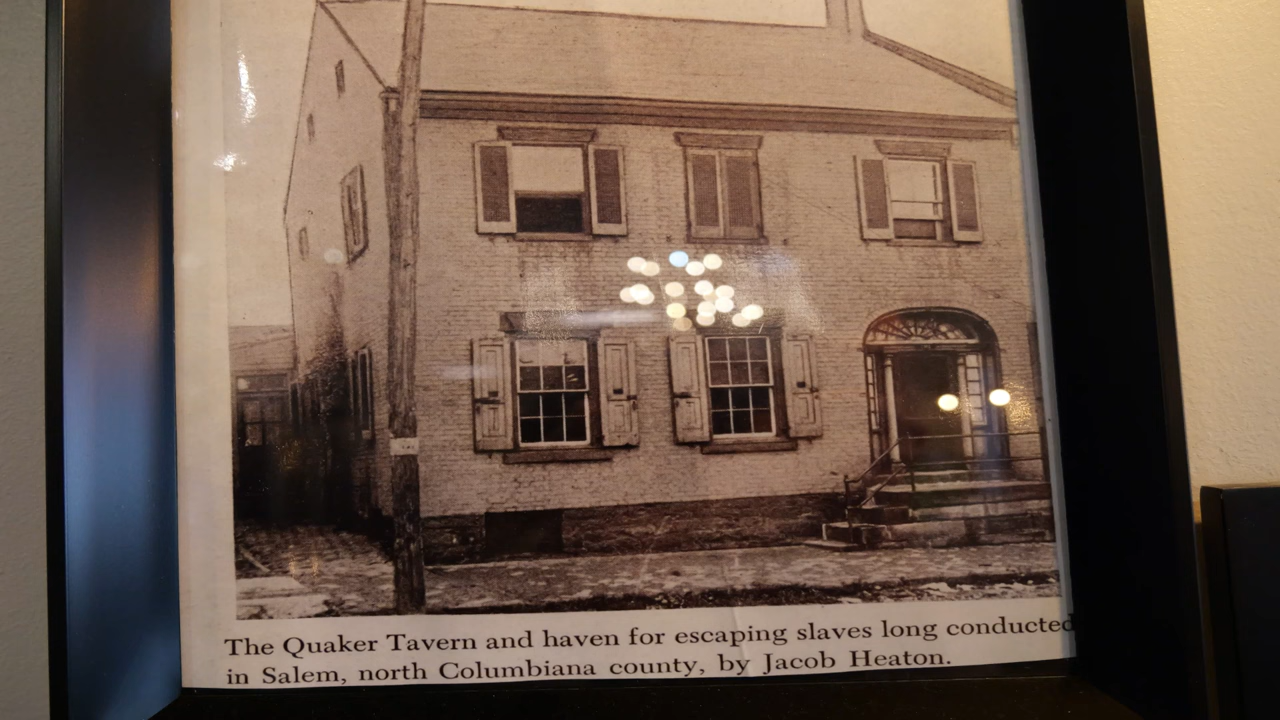 The Quaker Tavern and haven for escaping slaves long conducted
in Salem, north Columbiana county, by Jacob Heaton.